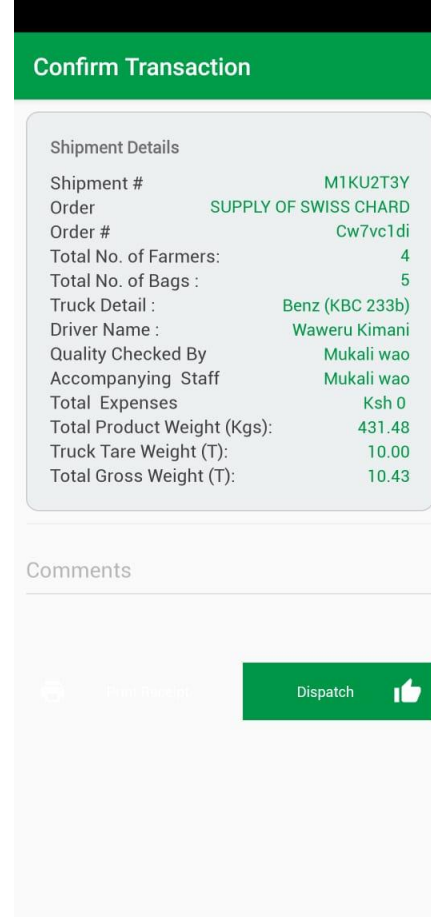 Confirm Transaction
Shipment Details
Shipment # M1KU2T3Y
Order SUPPLY OF SWISS CHARD
Order # Cw7vc1di
Total No. of Farmers: 4
Total No. of Bags : 5
Truck Detail : Benz (KBC 233b)
Driver Name : Waweru Kimani
Quality Checked By Mukali wao
Accompanying Staff Mukali wao
Total Expenses Ksh 0
Total Product Weight (Kgs): 431.48
Truck Tare Weight (T): 10.00
Total Gross Weight (T): 10.43
Comments
Dispatch